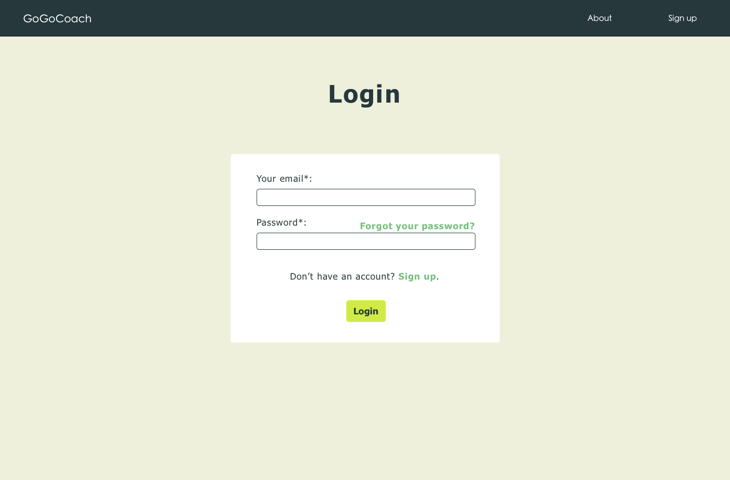 GoGoCoach
About
Sign up
Login
Your email*:
Password*:
Forgot your password?
Don't have an account? Sign up.
Login